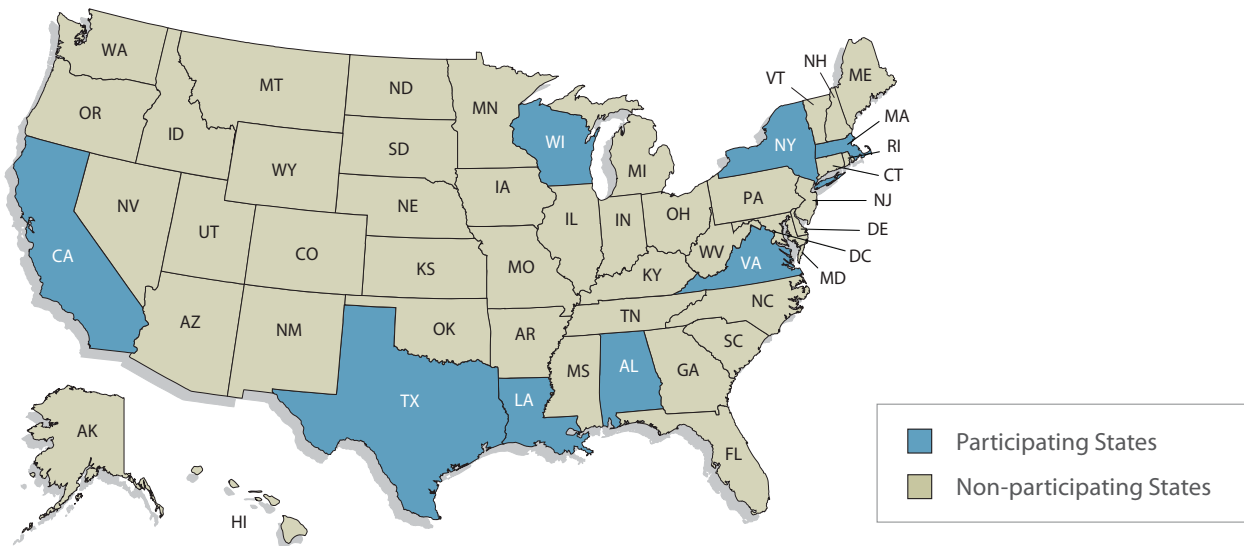 WA
MT
ND
MN
OR
ID
SD
WI
WY
IA
MI
NE
NV
UT
CO
CA
KS
MO
IL
IN
OH
PA
NY
VT
NH
ME
MA
RI
CT
NJ
DE
DC
MD
WV
VA
KY
NC
TN
SC
AZ
NM
OK
AR
MS
AL
GA
TX
LA
FL
AK
HI
Participating States
Non-participating States